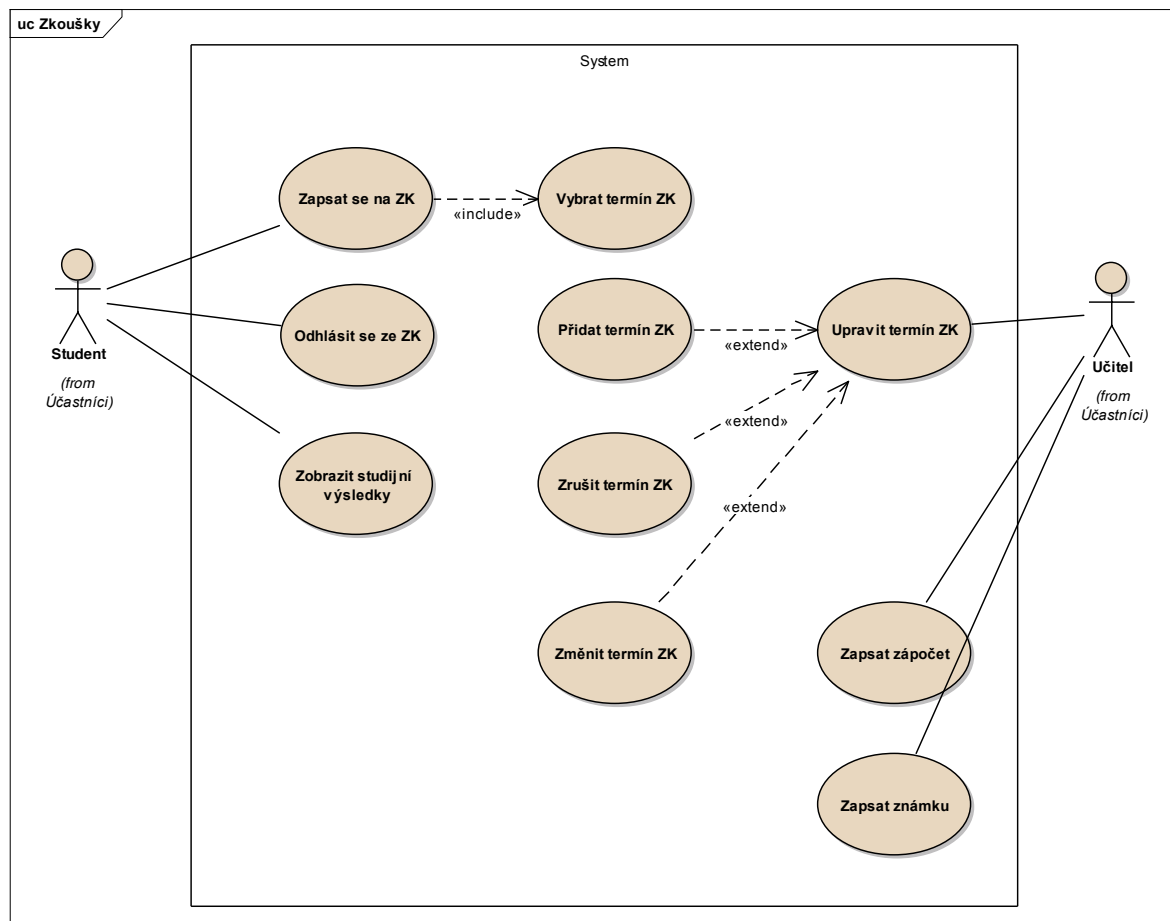 uc Zkoušky
System
Zapsat se na ZK
«include»
Vybrat termín ZK
Student
(from
Účastníci)
Odhlásit se ze ZK
Přidat termín ZK
«extend»
Upravit termín ZK
Učitel
(from
Účastníci)
Zobrazit studijní
výsledky
«extend»
Zrušit termín ZK
«extend»
Změnit termín ZK
Zapsat zápočet
Zapsat známku